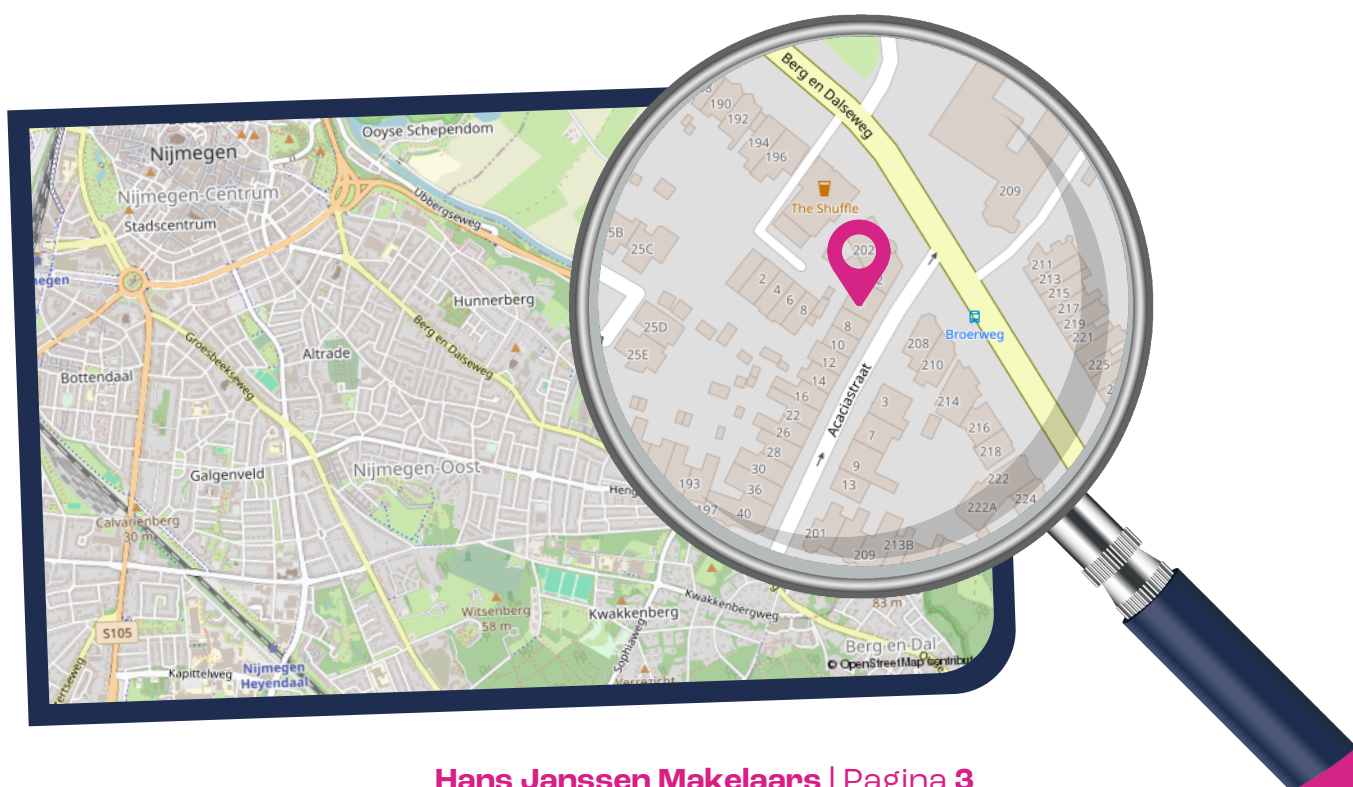 Nijmegen
Nijmegen-Centrum
Stadscentrum
Ooyse Schependom
Ubbergseweg
Hunnerberg
Berg en Dalseweg
Altrade
Groesbeekseweg
Bottendaal
Galgenveld
Nijmegen-Oost
Calvariënberg
30 m
S105
Kapittelweg
Nijmegen
Heyendaal
Witsenberg
58 m
Kwakkenberg
Kwakkenbergweg
Sophiaweg
83 m
Berg en Dal
© OpenStreetMap
Berg en Dalseweg
190
192
194
196
The Shuffle
202
209
25C
25D
25E
2
4
6
8
8
10
12
14
16
22
26
28
30
36
40
193
197
Acaciastraat
3
7
9
13
201
209
213B
208
210
214
216
218
222
222A
224
Broerweg
211
213
215
217
219
221
225
Hans Janssen Makelaars | Pagina 3